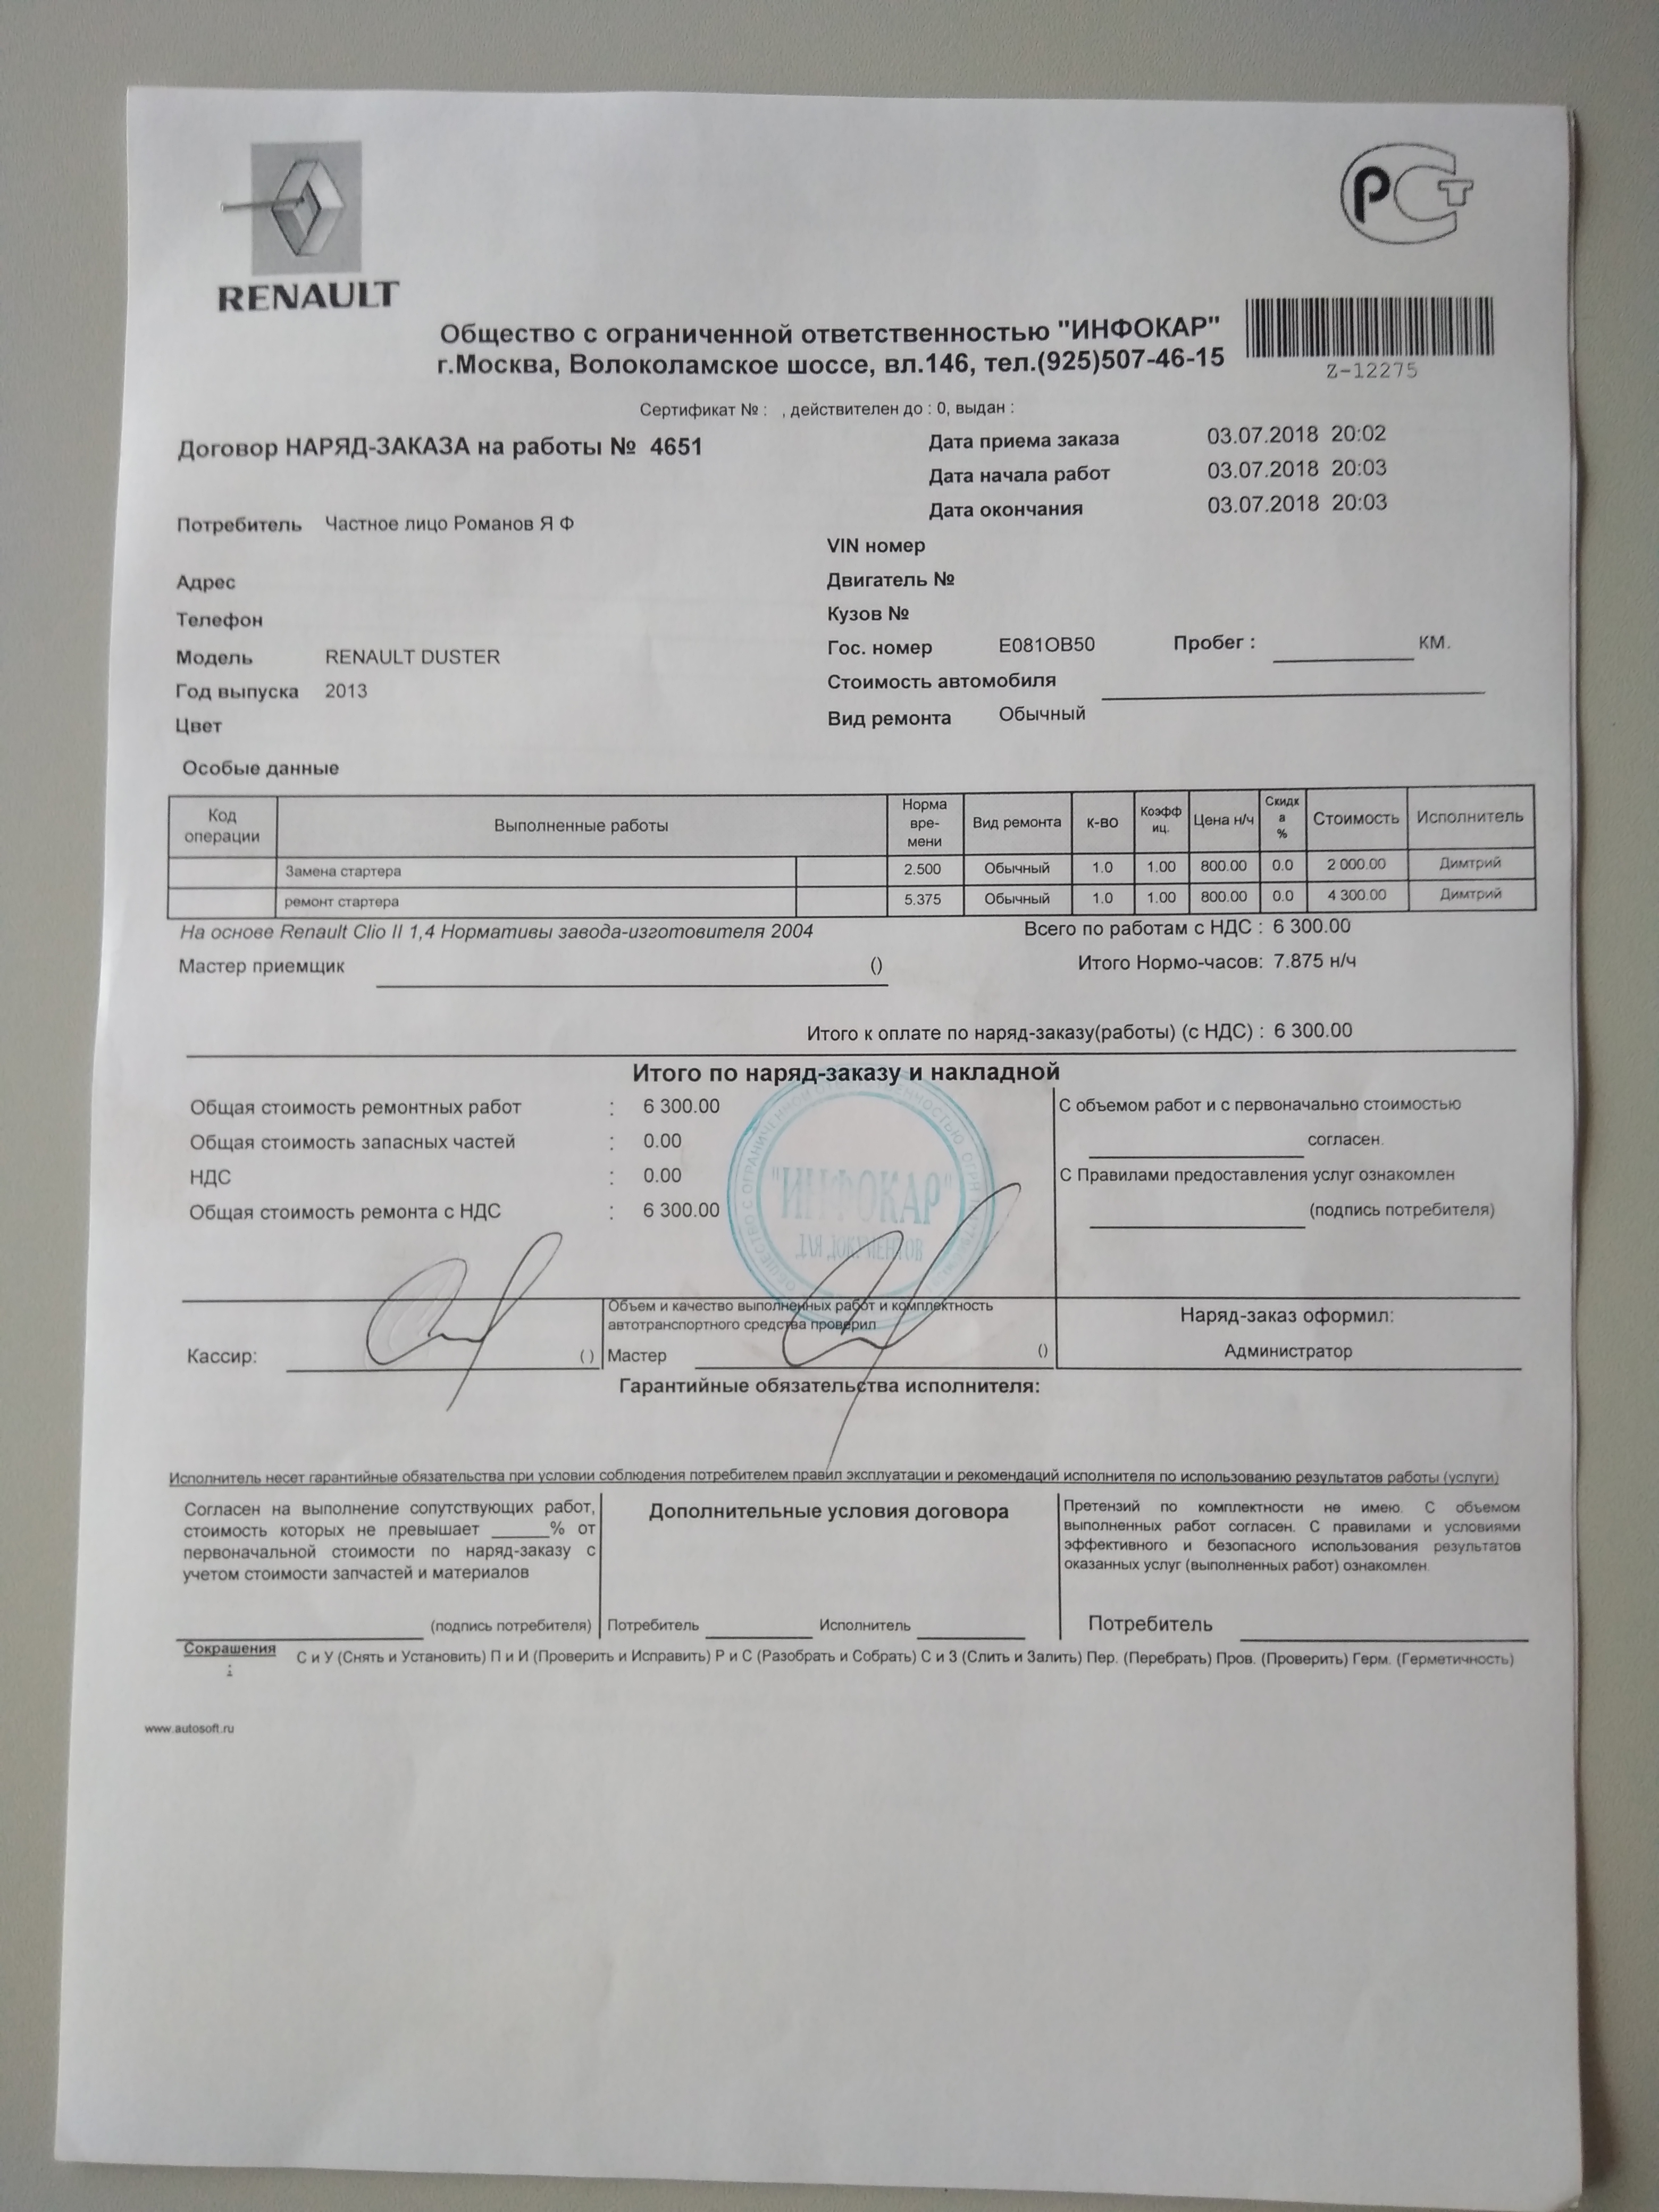 RENAULT
РСТ
Общество с ограниченной ответственностью "ИНФОКАР"
г.Москва, Волоколамское шоссе, вл.146, тел.(925)507-46-15
Z-12275
Сертификат № : , действителен до : 0, выдан :
Договор НАРЯД-ЗАКАЗА на работы № 4651
Дата приема заказа 03.07.2018 20:02
Дата начала работ 03.07.2018 20:03
Дата окончания 03.07.2018 20:03
Потребитель Частное лицо Романов Я Ф
VIN номер
Адрес
Двигатель №
Телефон
Кузов №
Модель RENAULT DUSTER
Гос. номер Е081ОВ50 Пробег : КМ.
Год выпуска 2013
Стоимость автомобиля
Цвет
Вид ремонта Обычный
Особые данные
Код операции Выполненные работы Норма вре- мени Вид ремонта к-во Коэфф иц. Цена н/ч Скидк а % Стоимость Исполнитель
Замена стартера 2.500 Обычный 1.0 1.00 800.00 0.0 2 000.00 Димтрий
ремонт стартера 5.375 Обычный 1.0 1.00 800.00 0.0 4 300.00 Димтрий
На основе Renault Clio II 1,4 Нормативы завода-изготовителя 2004
Всего по работам с НДС : 6 300.00
Мастер приемщик ()
Итого Нормо-часов: 7.875 н/ч
Итого к оплате по наряд-заказу(работы) (с НДС) : 6 300.00
Итого по наряд-заказу и накладной
Общая стоимость ремонтных работ : 6 300.00
Общая стоимость запасных частей : 0.00
НДС : 0.00
Общая стоимость ремонта с НДС : 6 300.00
"ИНФОКАР"
ДЛЯ ДОКУМЕНТОВ
С объемом работ и с первоначально стоимостью
согласен.
С Правилами предоставления услуг ознакомлен
(подпись потребителя)
Кассир: ()
Объем и качество выполненных работ и комплектность
автотранспортного средства проверил
Мастер ()
Наряд-заказ оформил:
Администратор
Гарантийные обязательства исполнителя:
Исполнитель несет гарантийные обязательства при условии соблюдения потребителем правил эксплуатации и рекомендаций исполнителя по использованию результатов работы (услуги)
Согласен на выполнение сопутствующих работ,
стоимость которых не превышает ______% от
первоначальной стоимости по наряд-заказу с
учетом стоимости запчастей и материалов
(подпись потребителя)
Дополнительные условия договора
Потребитель Исполнитель
Претензий по комплектности не имею. С объемом
выполненных работ согласен. С правилами и условиями
эффективного и безопасного использования результатов
оказанных услуг (выполненных работ) ознакомлен.
Потребитель
Сокрашения :
С и У (Снять и Установить) П и И (Проверить и Исправить) Р и С (Разобрать и Собрать) С и З (Слить и Залить) Пер. (Перебрать) Пров. (Проверить) Герм. (Герметичность)
www.autosoft.ru